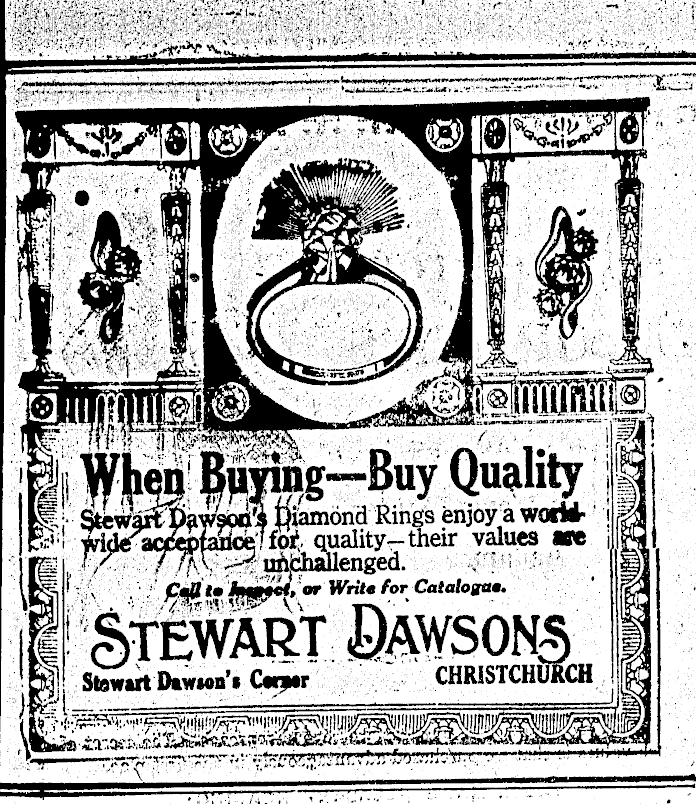 When Buying—Buy Quality
Stewart Dawson's Diamond Rings enjoy a world-
wide acceptance for quality—their values are
unchallenged.
Call to Inspect, or Write for Catalogue.
STEWART DAWSONS
Stewart Dawson's Corner CHRISTCHURCH